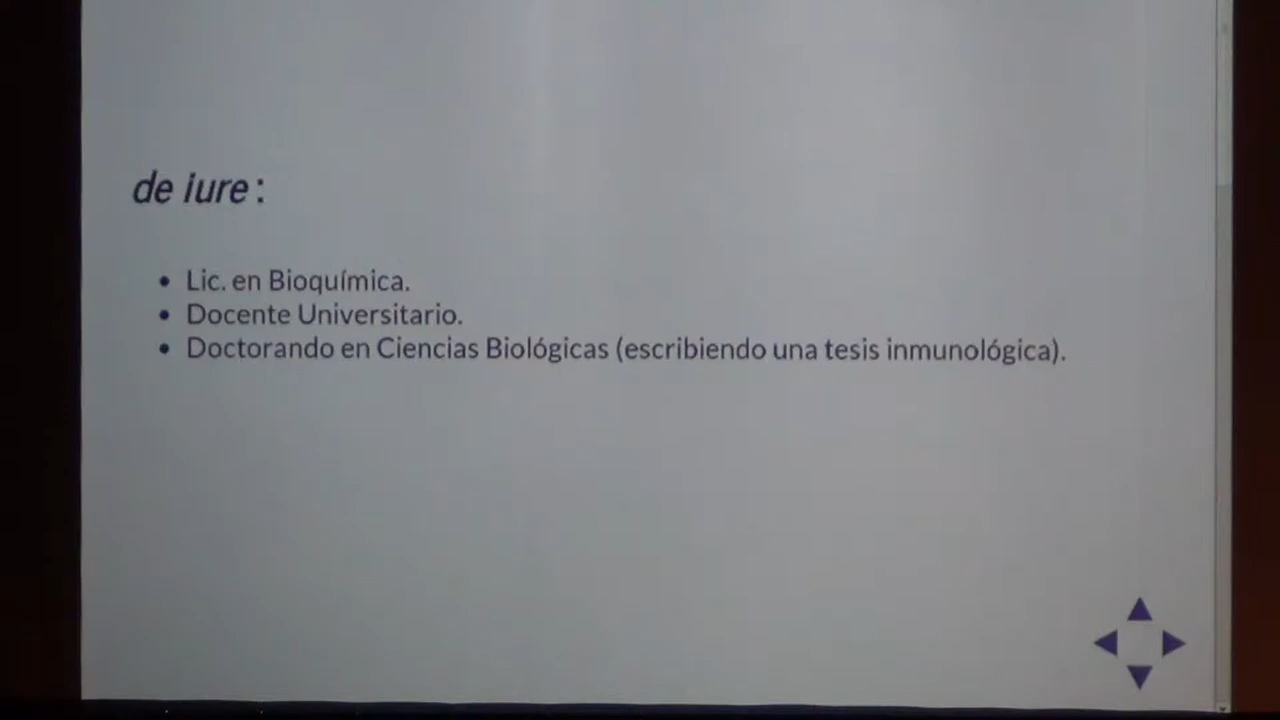 de iure :
Lic. en Bioquímica.
Docente Universitario.
Doctorando en Ciencias Biológicas (escribiendo una tesis inmunológica).